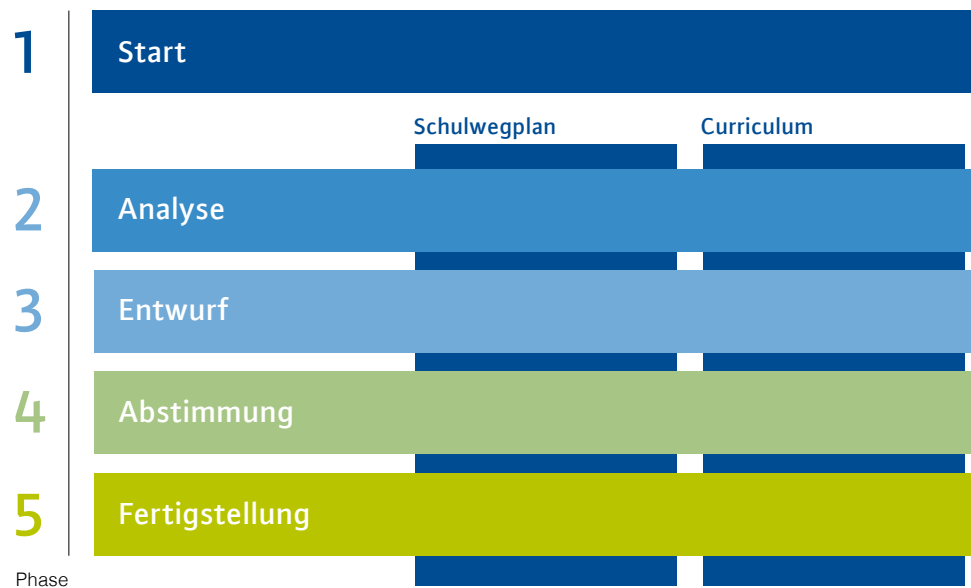 1 Start
Schulwegplan Curriculum
2 Analyse
3 Entwurf
4 Abstimmung
5 Fertigstellung
Phase